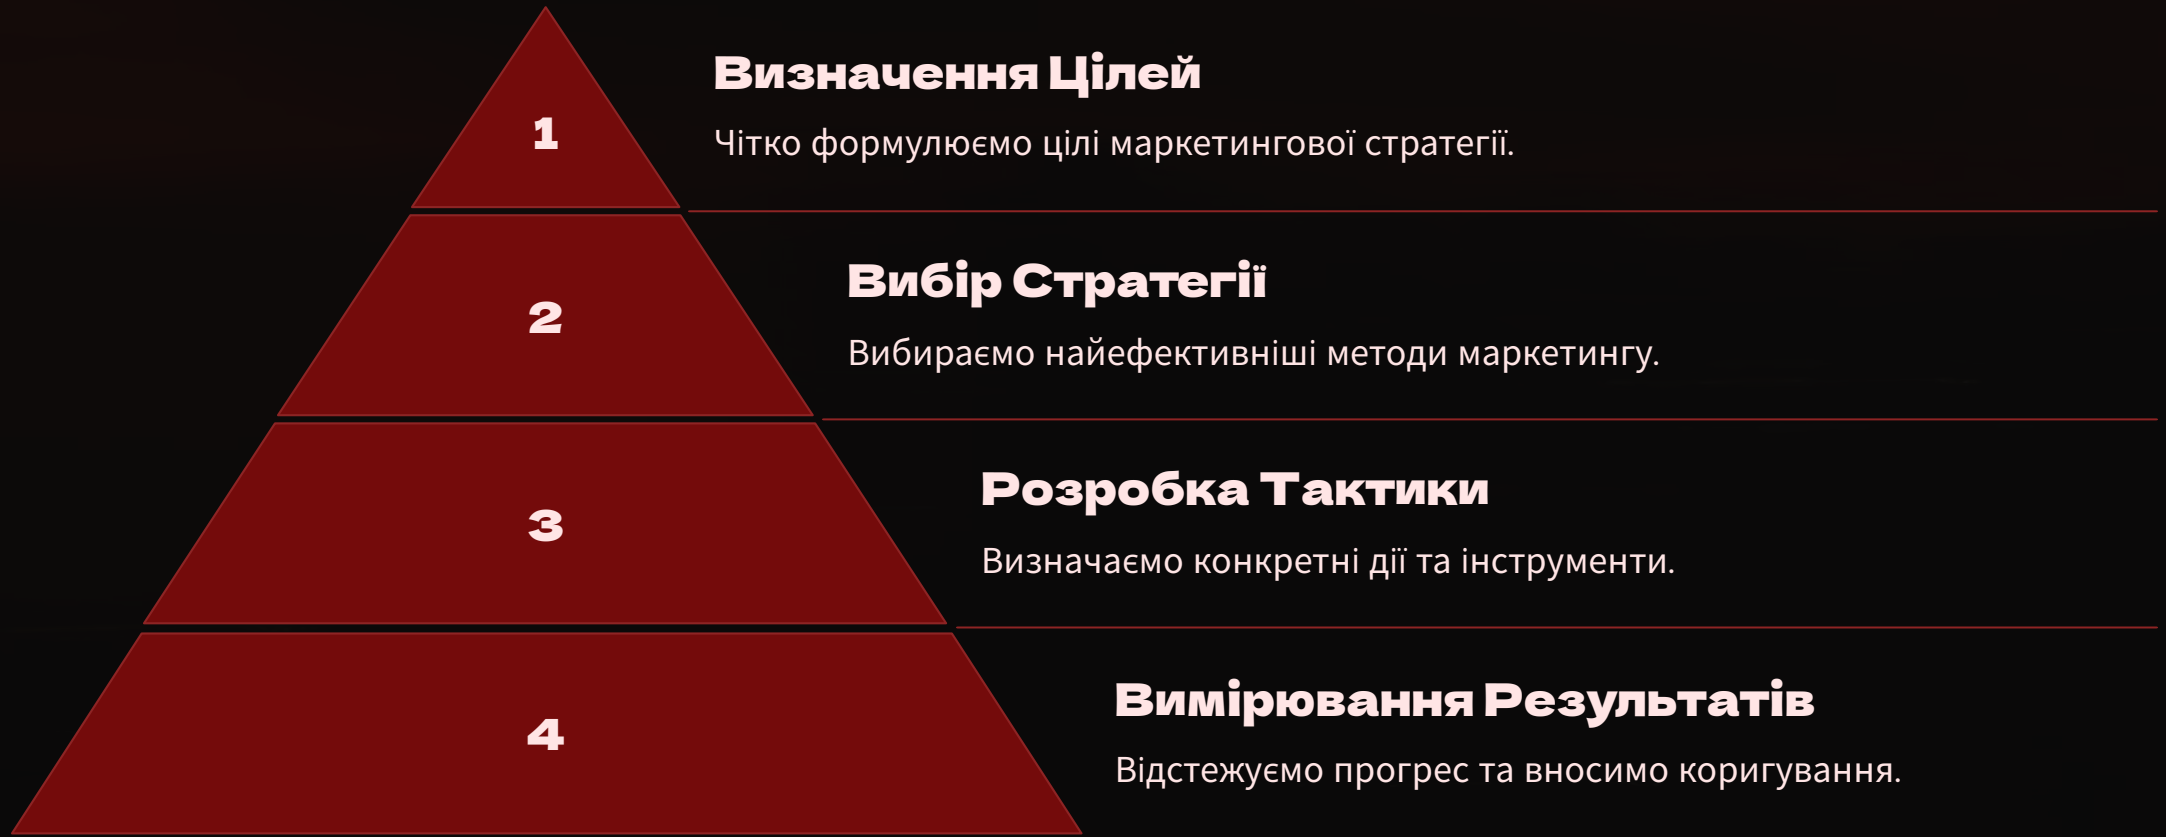 1
Визначення Цілей
Чітко формулюємо цілі маркетингової стратегії.
2
Вибір Стратегії
Вибираємо найефективніші методи маркетингу.
3
Розробка Тактики
Визначаємо конкретні дії та інструменти.
4
Вимірювання Результатів
Відстежуємо прогрес та вносимо коригування.